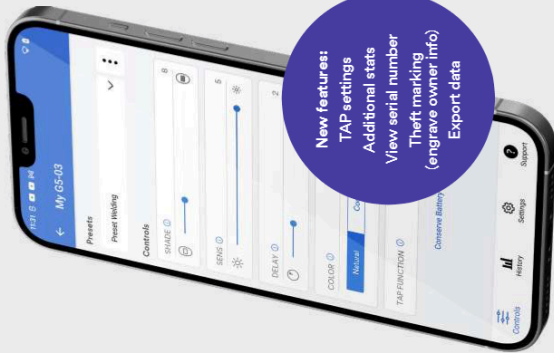 11:31
My G5-03
Presets
Preset Welding
Controls
SHADE
8
SENS
5
DELAY
2
COLOR
Natural
TAP FUNCTION
Conserve Battery
Controls
History
Settings
Support
New features:
TAP settings
Additional stats
View serial number
Theft marking
(engrave owner info)
Export data